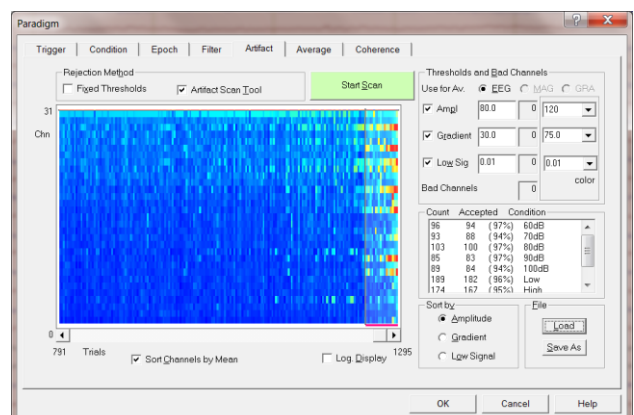 Paradigm
Trigger Condition Epoch Filter Artifact Average Coherence
Rejection Method
Fixed Thresholds Artifact Scan Tool
Start Scan
31
Chn
0
791 Trials 1295
Sort Channels by Mean Log. Display
Thresholds and Bad Channels
Use for Av. EEG MAG GRA
Ampl 80.0 0 120
Gradient 30.0 0 75.0
Low Sig 0.01 0 0.01
Bad Channels 0 color
Count Accepted Condition
96 94 (97%) 60dB
93 88 (94%) 70dB
103 100 (97%) 80dB
85 83 (97%) 90dB
89 84 (94%) 100dB
189 182 (96%) Low
174 167 (95%) High
Sort by
Amplitude
Gradient
Low Signal
File
Load
Save As
OK Cancel Help